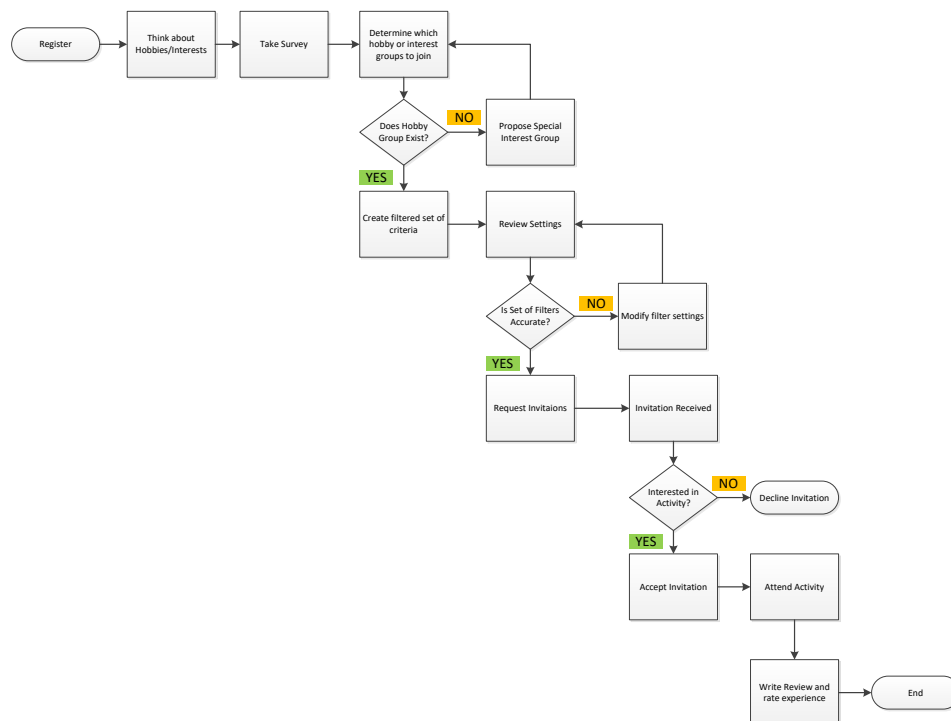 Register
Think about
Hobbies/Interests
Take Survey
Determine which
hobby or interest
groups to join
Does Hobby
Group Exist?
NO
Propose Special
Interest Group
YES
Create filtered set of
criteria
Review Settings
Is Set of Filters
Accurate?
NO
Modify filter settings
YES
Request Invitaions
Invitation Received
Interested in
Activity?
NO
Decline Invitation
YES
Accept Invitation
Attend Activity
Write Review and
rate experience
End